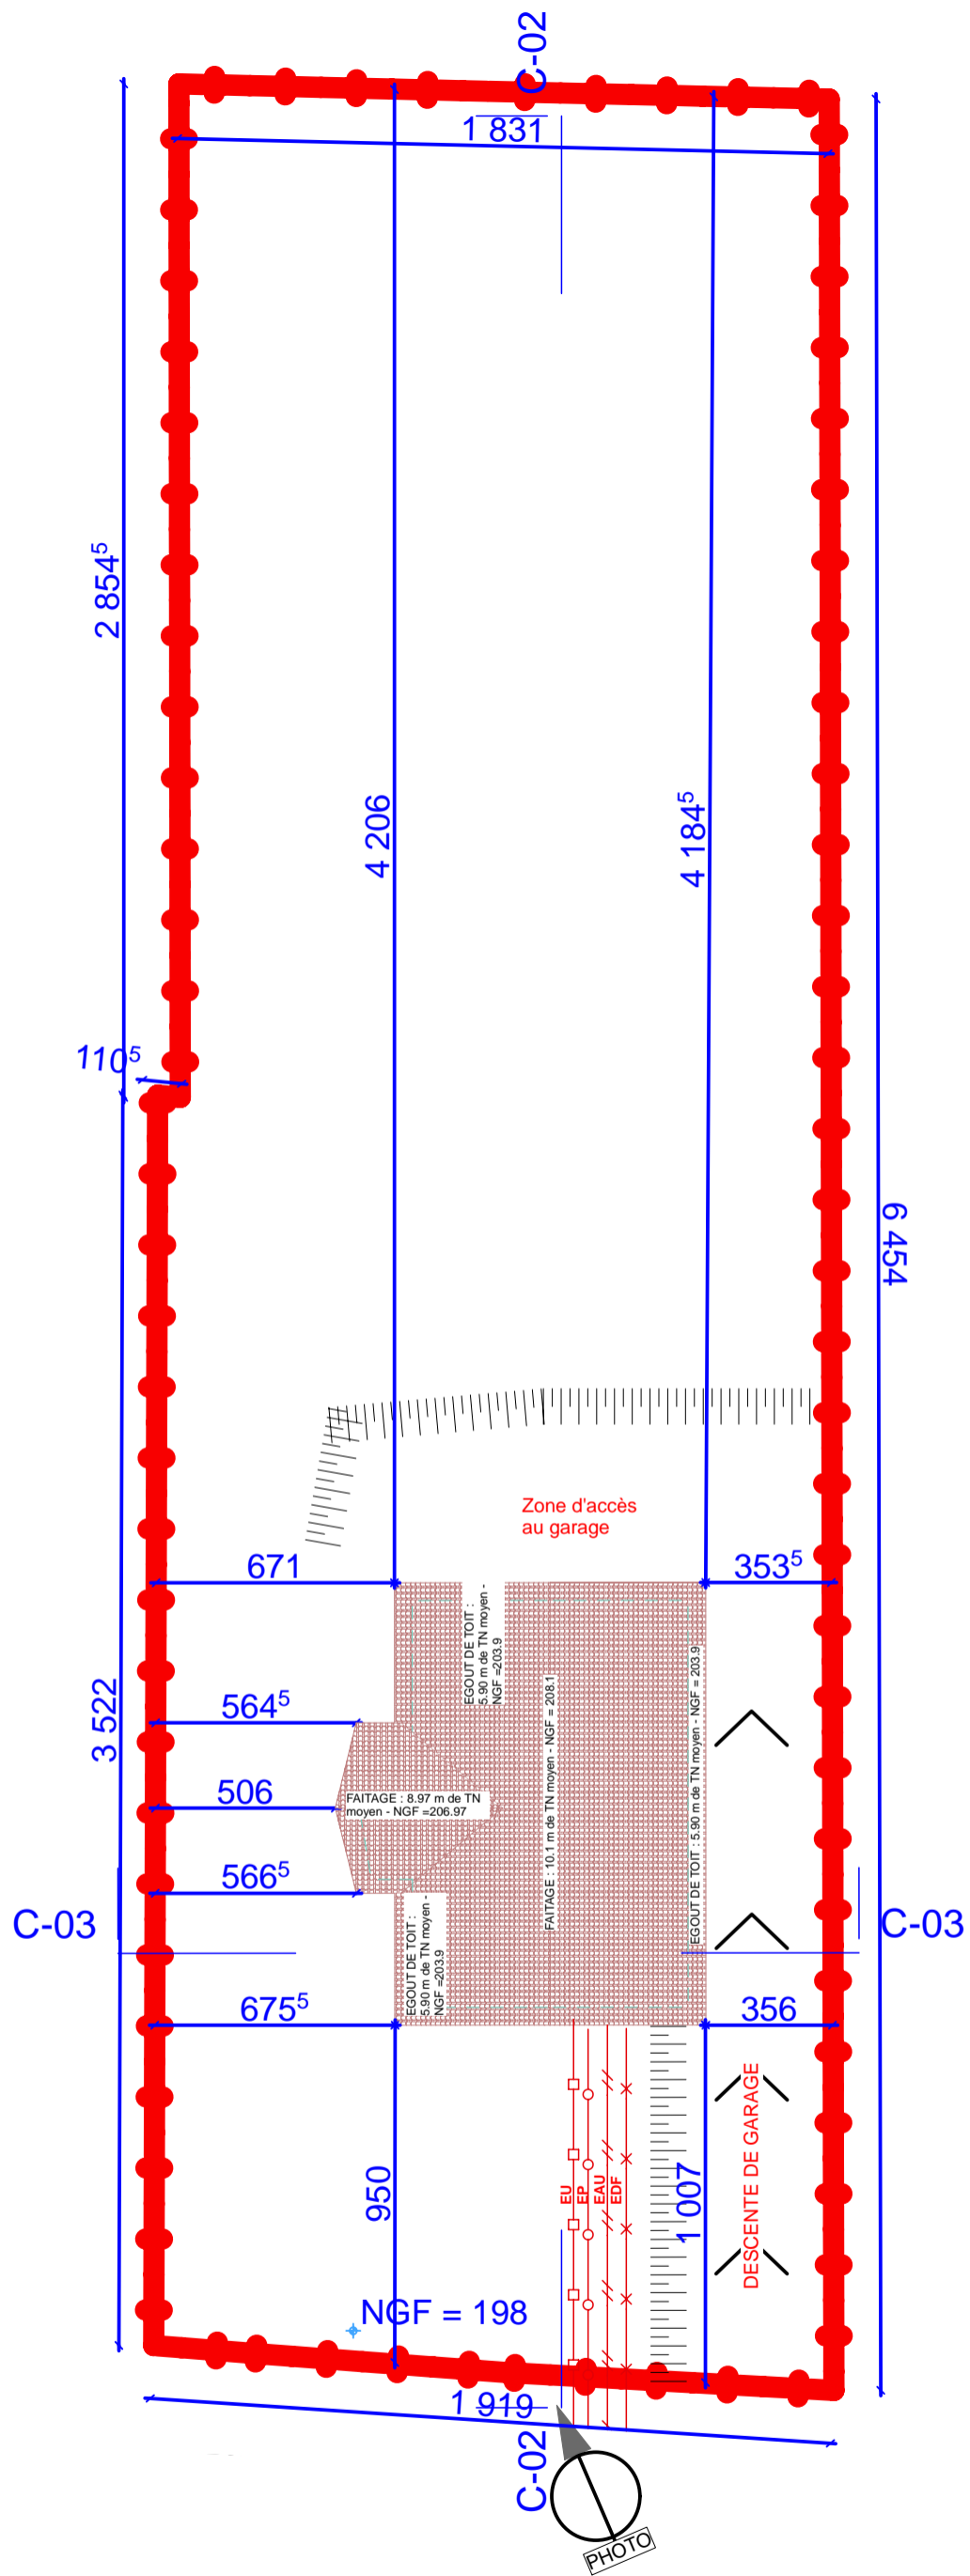 C-02
1 831
2 854⁵
4 206
4 184⁵
110⁵
6 454
Zone d'accès
au garage
671
353⁵
EGOUT DE TOIT :
5.90 m de TN moyen -
NGF =203.9
3 522
564⁵
506
FAITAGE : 8.97 m de TN
moyen - NGF =206.97
FAITAGE : 10.1 m de TN moyen - NGF = 208.1
EGOUT DE TOIT : 5.90 m de TN moyen - NGF = 203.9
566⁵
C-03
C-03
EGOUT DE TOIT :
5.90 m de TN moyen -
NGF =203.9
675⁵
356
950
EU
EP
EAU
EDF
1 007
DESCENTE DE GARAGE
NGF = 198
1 919
C-02
PHOTO